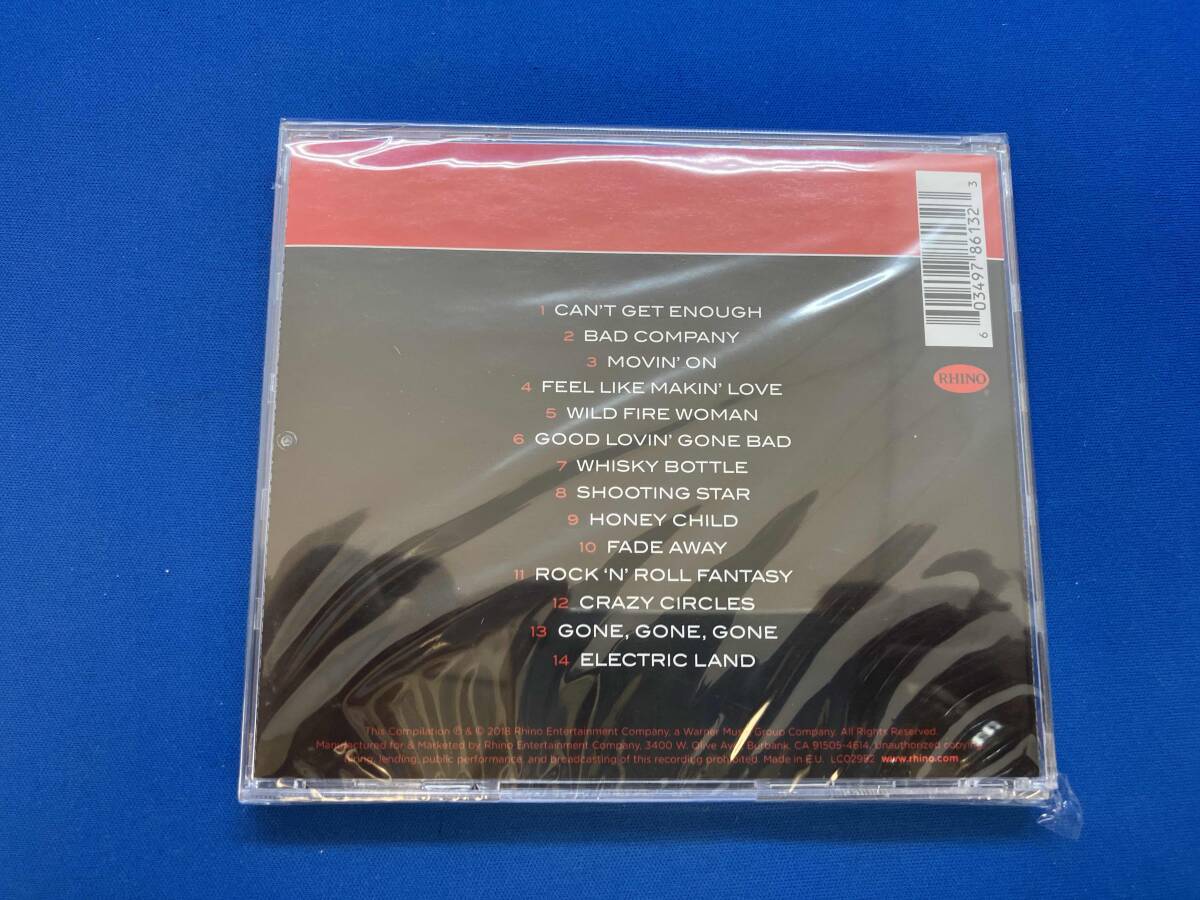 1 CAN'T GET ENOUGH
2 BAD COMPANY
3 MOVIN' ON
4 FEEL LIKE MAKIN' LOVE
5 WILD FIRE WOMAN
6 GOOD LOVIN' GONE BAD
7 WHISKY BOTTLE
8 SHOOTING STAR
9 HONEY CHILD
10 FADE AWAY
11 ROCK 'N' ROLL FANTASY
12 CRAZY CIRCLES
13 GONE, GONE, GONE
14 ELECTRIC LAND
6 03497 86132 3
RHINO
This Compilation ℗ & © 2018 Rhino Entertainment Company, a Warner Music Group Company. All Rights Reserved.
Manufactured for & Marketed by Rhino Entertainment Company, 3400 W. Olive Ave, Burbank, CA 91505-4614. Unauthorized copying,
lending, public performance, and broadcasting of this recording prohibited. Made in E.U. LC02982 www.rhino.com